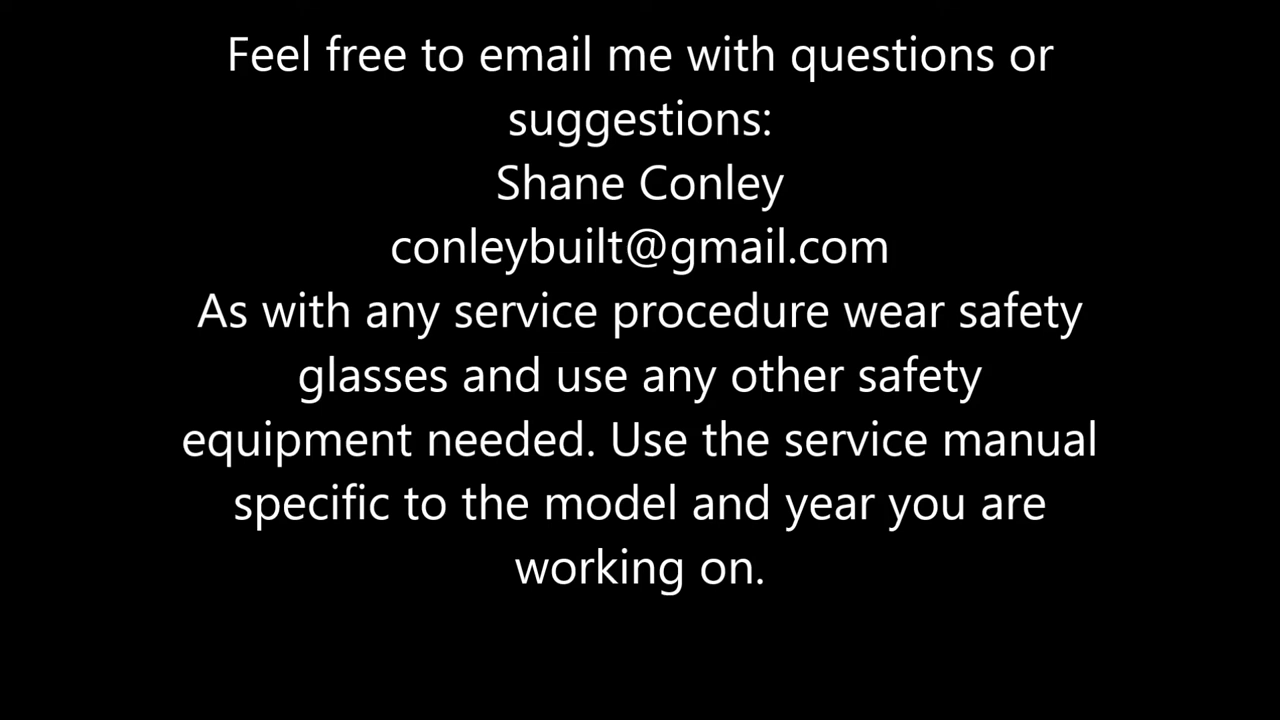 Feel free to email me with questions or
suggestions:
Shane Conley
conleybuilt@gmail.com
As with any service procedure wear safety
glasses and use any other safety
equipment needed. Use the service manual
specific to the model and year you are
working on.